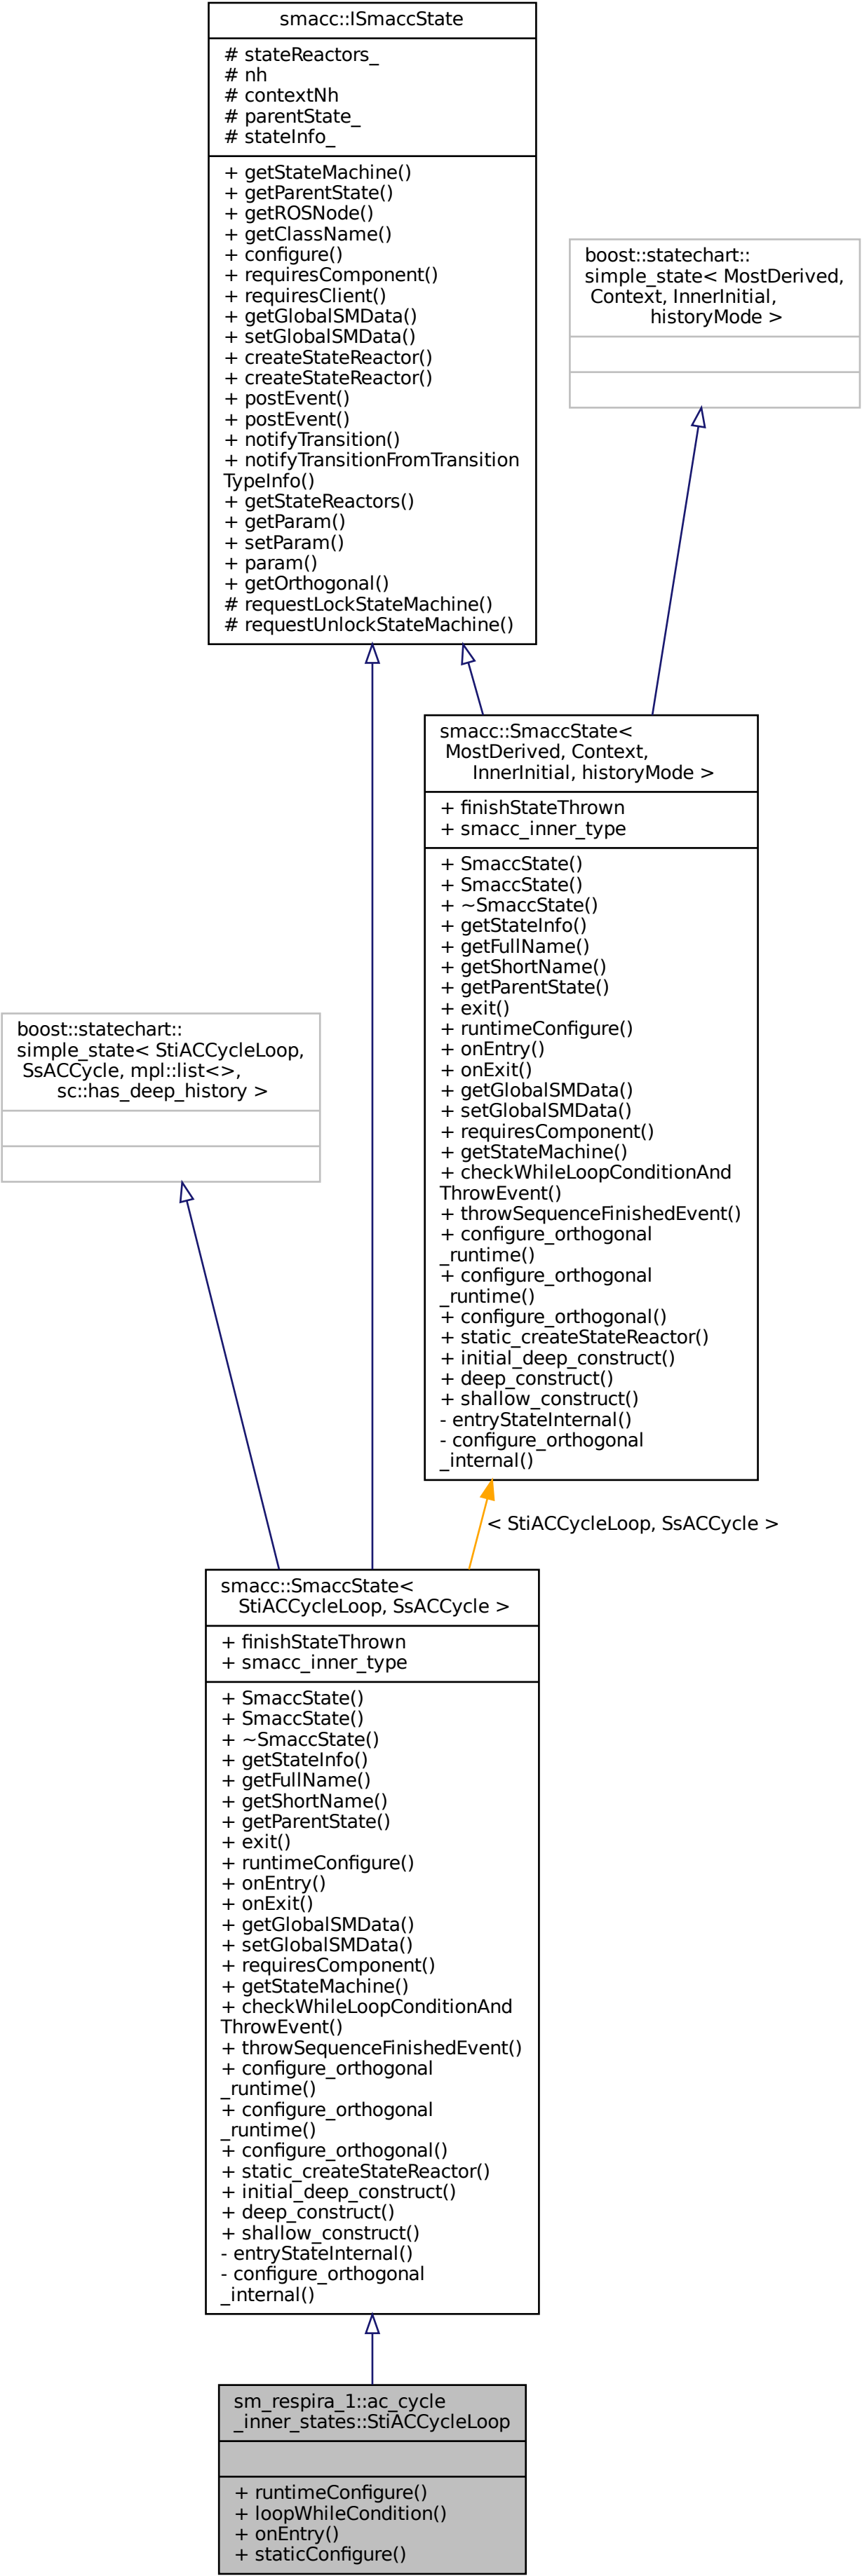 smacc::ISmaccState
# stateReactors_
# nh
# contextNh
# parentState_
# stateInfo_
+ getStateMachine()
+ getParentState()
+ getROSNode()
+ getClassName()
+ configure()
+ requiresComponent()
+ requiresClient()
+ getGlobalSMData()
+ setGlobalSMData()
+ createStateReactor()
+ createStateReactor()
+ postEvent()
+ postEvent()
+ notifyTransition()
+ notifyTransitionFromTransition
TypeInfo()
+ getStateReactors()
+ getParam()
+ setParam()
+ param()
+ getOrthogonal()
# requestLockStateMachine()
# requestUnlockStateMachine()
boost::statechart::
simple_state< MostDerived,
Context, InnerInitial,
historyMode >
smacc::SmaccState<
MostDerived, Context,
InnerInitial, historyMode >
+ finishStateThrown
+ smacc_inner_type
+ SmaccState()
+ SmaccState()
+ ~SmaccState()
+ getStateInfo()
+ getFullName()
+ getShortName()
+ getParentState()
+ exit()
+ runtimeConfigure()
+ onEntry()
+ onExit()
+ getGlobalSMData()
+ setGlobalSMData()
+ requiresComponent()
+ getStateMachine()
+ checkWhileLoopConditionAnd
ThrowEvent()
+ throwSequenceFinishedEvent()
+ configure_orthogonal
_runtime()
+ configure_orthogonal
_runtime()
+ configure_orthogonal()
+ static_createStateReactor()
+ initial_deep_construct()
+ deep_construct()
+ shallow_construct()
- entryStateInternal()
- configure_orthogonal
_internal()
boost::statechart::
simple_state< StiACCycleLoop,
SsACCycle, mpl::list<>,
sc::has_deep_history >
< StiACCycleLoop, SsACCycle >
smacc::SmaccState<
StiACCycleLoop, SsACCycle >
+ finishStateThrown
+ smacc_inner_type
+ SmaccState()
+ SmaccState()
+ ~SmaccState()
+ getStateInfo()
+ getFullName()
+ getShortName()
+ getParentState()
+ exit()
+ runtimeConfigure()
+ onEntry()
+ onExit()
+ getGlobalSMData()
+ setGlobalSMData()
+ requiresComponent()
+ getStateMachine()
+ checkWhileLoopConditionAnd
ThrowEvent()
+ throwSequenceFinishedEvent()
+ configure_orthogonal
_runtime()
+ configure_orthogonal
_runtime()
+ configure_orthogonal()
+ static_createStateReactor()
+ initial_deep_construct()
+ deep_construct()
+ shallow_construct()
- entryStateInternal()
- configure_orthogonal
_internal()
sm_respira_1::ac_cycle
_inner_states::StiACCycleLoop
+ runtimeConfigure()
+ loopWhileCondition()
+ onEntry()
+ staticConfigure()